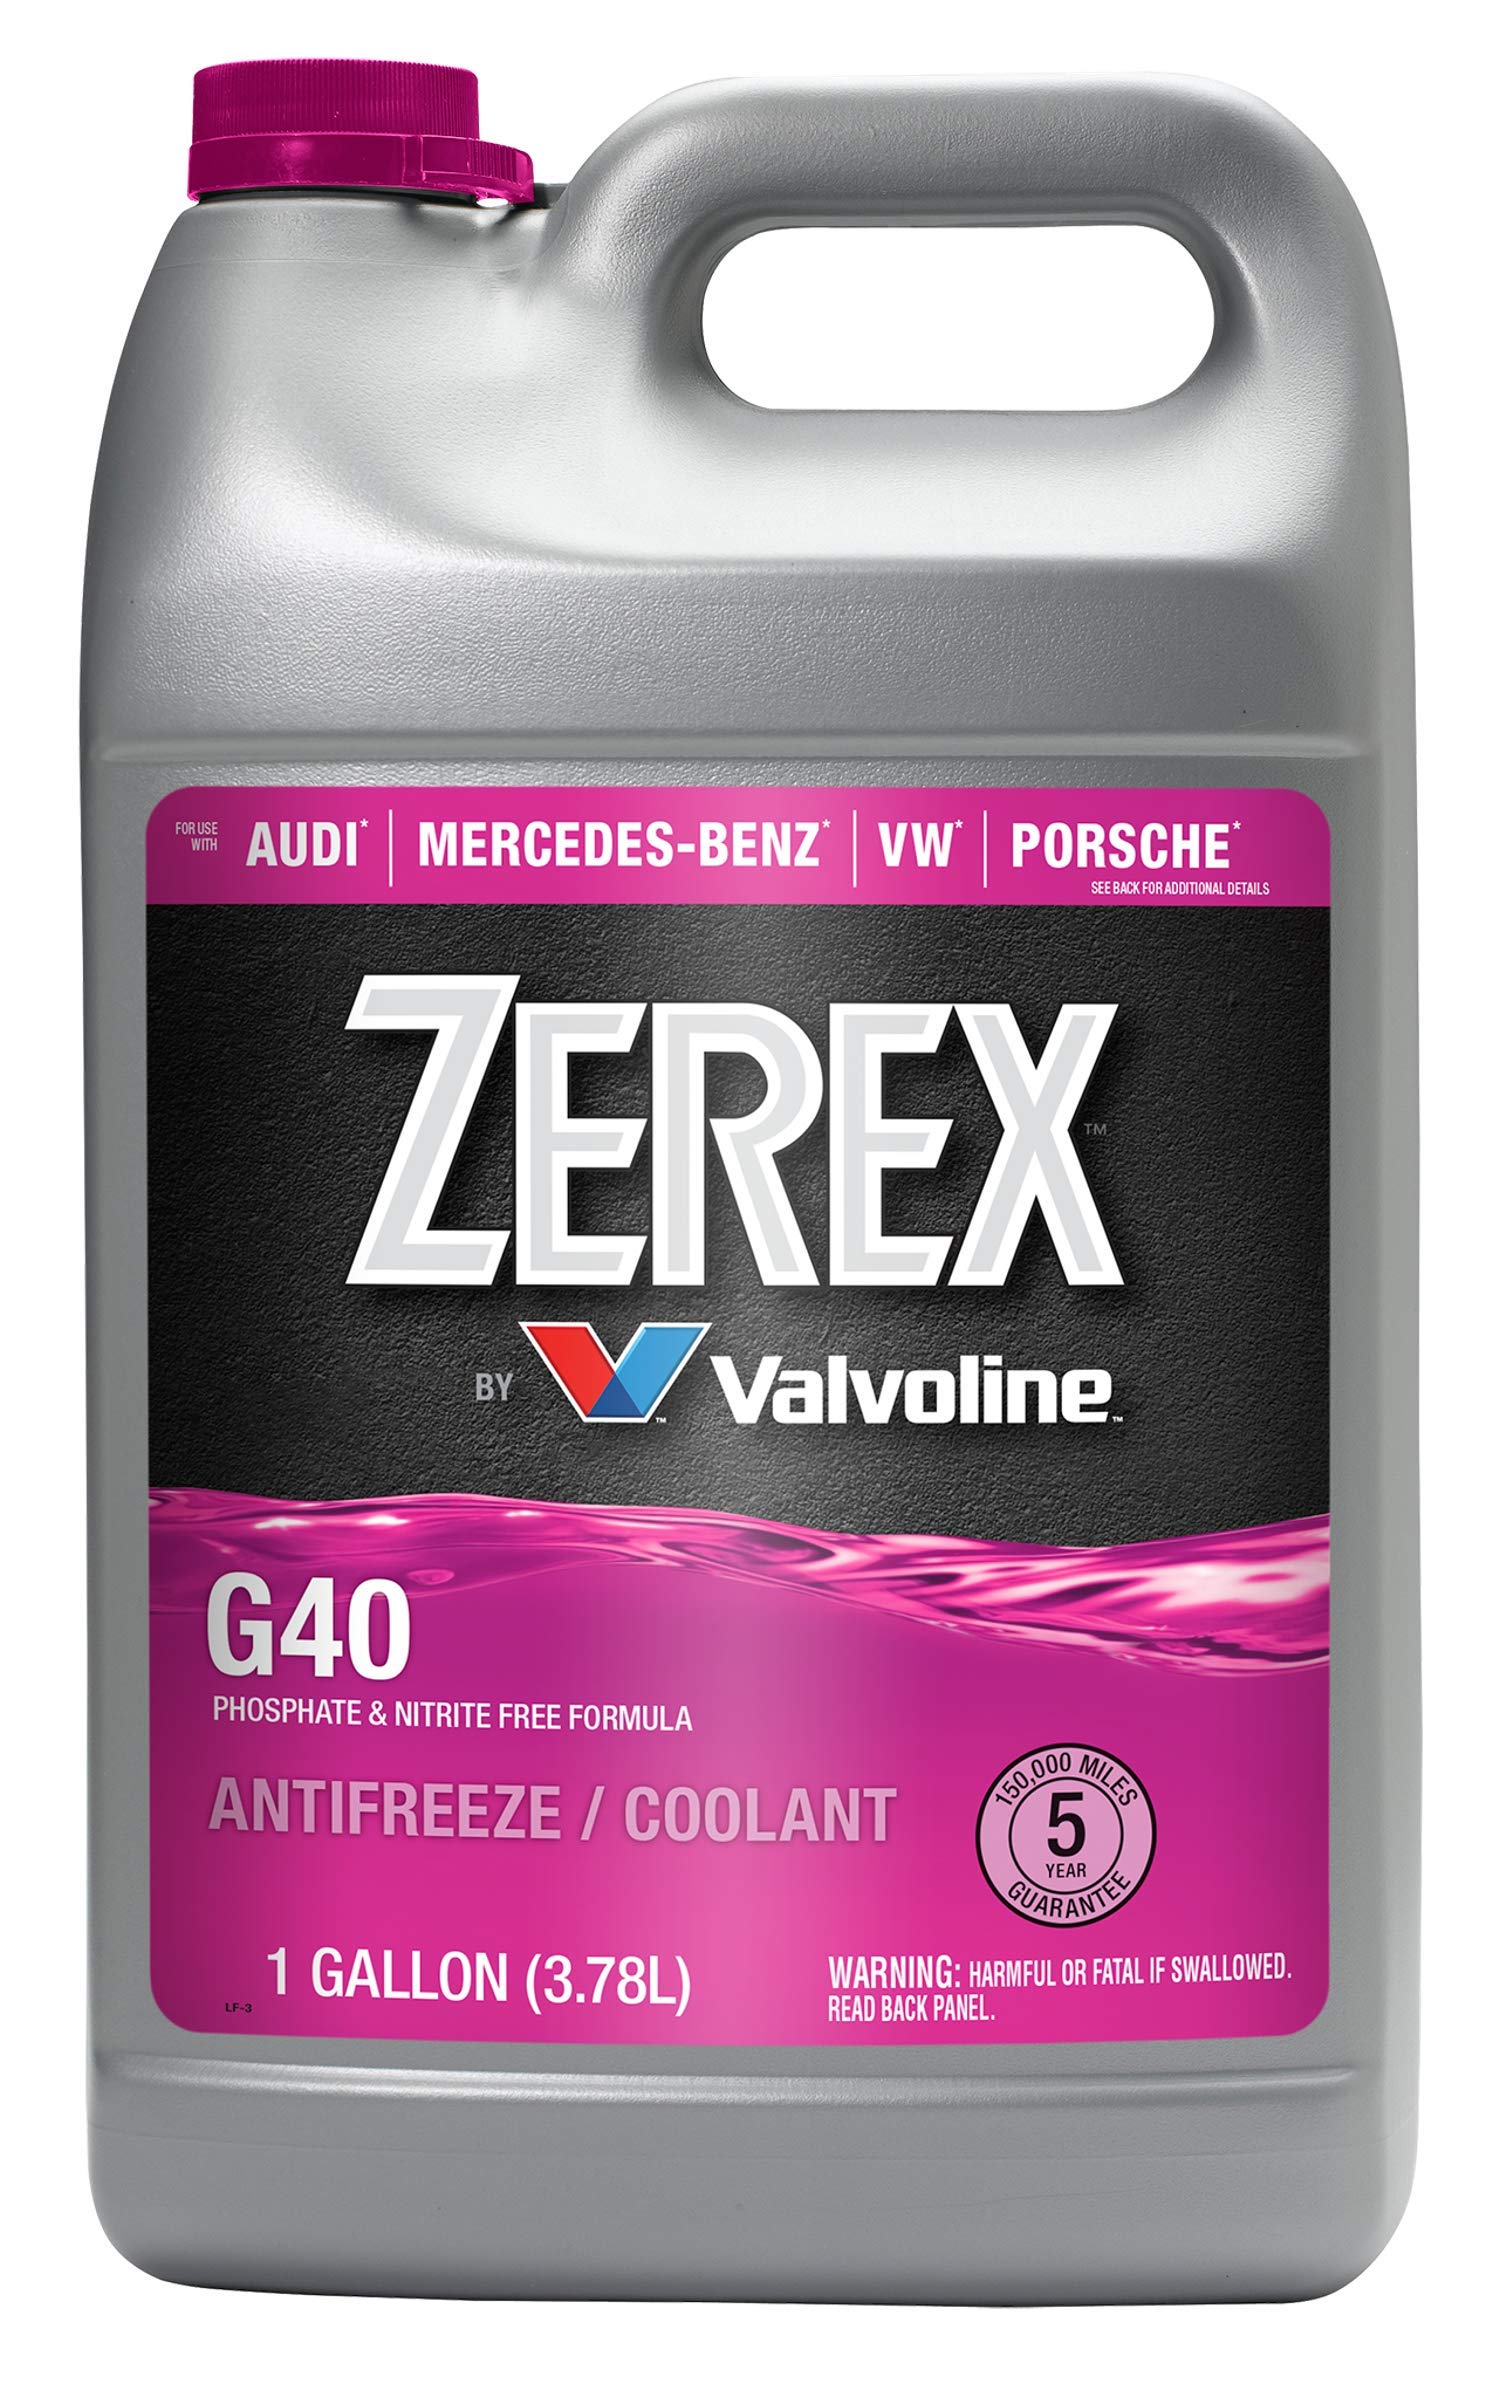 FOR USE WITH AUDI* | MERCEDES-BENZ* | VW* | PORSCHE*
SEE BACK FOR ADDITIONAL DETAILS
ZEREX™
BY Valvoline™
G40
PHOSPHATE & NITRITE FREE FORMULA
ANTIFREEZE / COOLANT
150,000 MILES
5
YEAR
GUARANTEE
1 GALLON (3.78L)
LF-3
WARNING: HARMFUL OR FATAL IF SWALLOWED.
READ BACK PANEL.